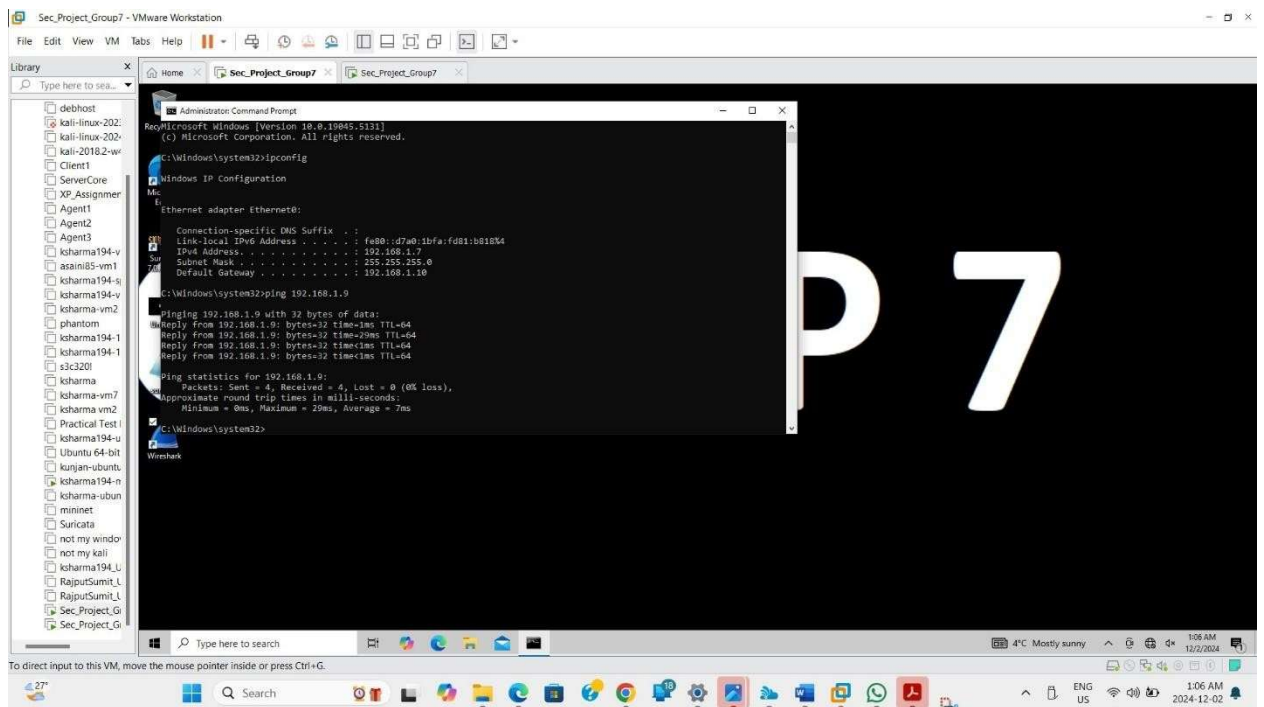 Sec_Project_Group7 - VMware Workstation
File Edit View VM Tabs Help
Library
Type here to sea...
Home
Sec_Project_Group7
Sec_Project_Group7
debhost
kali-linux-202
kali-linux-202
kali-2018.2-w
Client1
ServerCore
XP_Assignmen
Agent1
Agent2
Agent3
ksharma194-v
asaini85-vm1
ksharma194-s
ksharma194-v
ksharma-vm2
phantom
ksharma194-1
ksharma194-1
s3c320!
ksharma
ksharma-vm7
ksharma vm2
Practical Test
ksharma194-u
Ubuntu 64-bit
kunjan-ubuntu
ksharma194-n
ksharma-ubun
mininet
Suricata
not my window
not my kali
ksharma194_U
RajputSumit_U
RajputSumit_U
Sec_Project_G
Sec_Project_G
Administrator: Command Prompt
Microsoft Windows [Version 10.0.19045.5131]
(c) Microsoft Corporation. All rights reserved.
C:\Windows\system32>ipconfig
Windows IP Configuration
Ethernet adapter Ethernet0:
Connection-specific DNS Suffix . :
Link-local IPv6 Address . . . . . : fe80::d7a0:1bfa:fd81:b818%4
IPv4 Address. . . . . . . . . . . : 192.168.1.7
Subnet Mask . . . . . . . . . . . : 255.255.255.0
Default Gateway . . . . . . . . . : 192.168.1.10
C:\Windows\system32>ping 192.168.1.9
Pinging 192.168.1.9 with 32 bytes of data:
Reply from 192.168.1.9: bytes=32 time=1ms TTL=64
Reply from 192.168.1.9: bytes=32 time=29ms TTL=64
Reply from 192.168.1.9: bytes=32 time<1ms TTL=64
Reply from 192.168.1.9: bytes=32 time<1ms TTL=64
Ping statistics for 192.168.1.9:
Packets: Sent = 4, Received = 4, Lost = 0 (0% loss),
Approximate round trip times in milli-seconds:
Minimum = 0ms, Maximum = 29ms, Average = 7ms
C:\Windows\system32>
P 7
Wireshark
Type here to search
4°C Mostly sunny
1:06 AM
12/2/2024
To direct input to this VM, move the mouse pointer inside or press Ctrl+G.
27°
Search
18
ENG
US
1:06 AM
2024-12-02